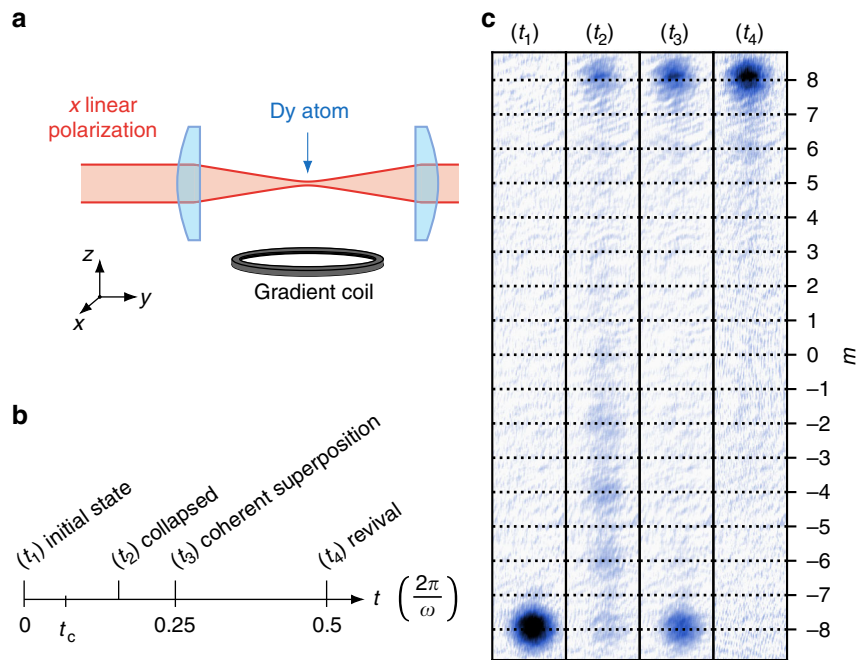 a
x linear
polarization
Dy atom
z
y
x
Gradient coil
b
(t1) initial state
(t2) collapsed
(t3) coherent superposition
(t4) revival
0
tc
0.25
0.5
t (2π/ω)
c
(t1) (t2) (t3) (t4)
8
7
6
5
4
3
2
1
0
−1
−2
−3
−4
−5
−6
−7
−8
m